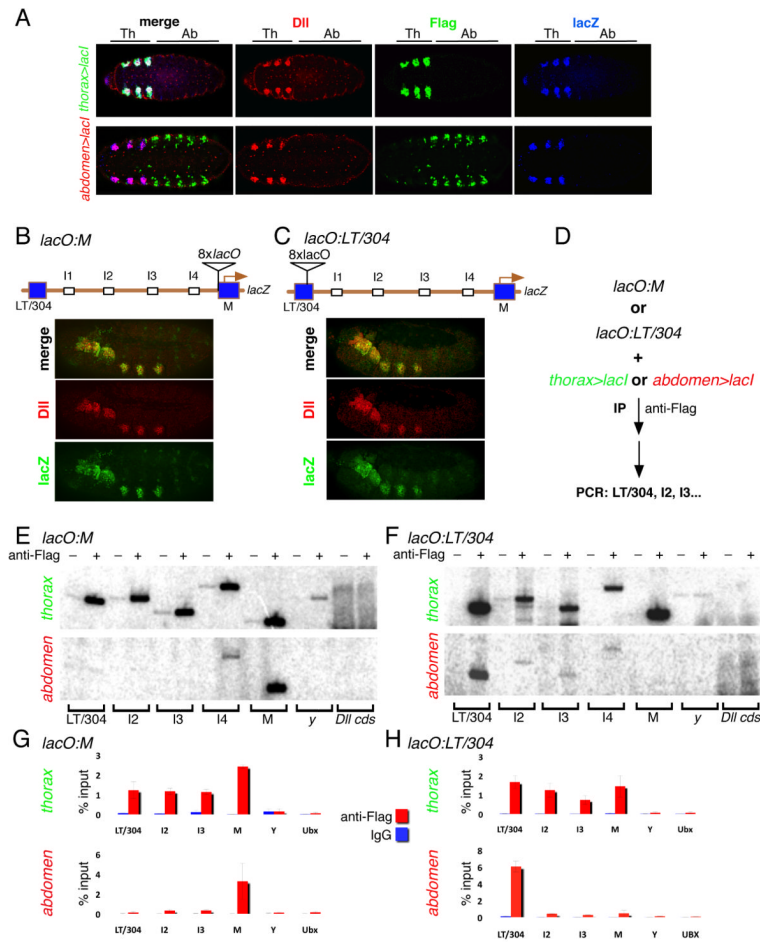 A
merge Dll Flag lacZ
Th Ab Th Ab Th Ab Th Ab
thorax>lacI
abdomen>lacI
B lacO:M
8xlacO
I1 I2 I3 I4
LT/304 M lacZ
merge
Dll
lacZ
C lacO:LT/304
8xlacO
I1 I2 I3 I4
LT/304 M lacZ
merge
Dll
lacZ
D
lacO:M
or
lacO:LT/304
+
thorax>lacI or abdomen>lacI
IP anti-Flag
PCR: LT/304, I2, I3...
E lacO:M
anti-Flag – + – + – + – + – + – + – +
thorax
abdomen
LT/304 I2 I3 I4 M y Dll cds
F lacO:LT/304
anti-Flag – + – + – + – + – + – + – +
thorax
abdomen
LT/304 I2 I3 I4 M y Dll cds
G lacO:M
thorax
% input
3
2
1
0
LT/304 I2 I3 M Y Ubx
abdomen
% input
6
4
2
0
LT/304 I2 I3 M Y Ubx
anti-Flag
IgG
H lacO:LT/304
thorax
% input
3
2
1
0
LT/304 I2 I3 M Y Ubx
abdomen
% input
8
6
4
2
0
LT/304 I2 I3 M Y UBX